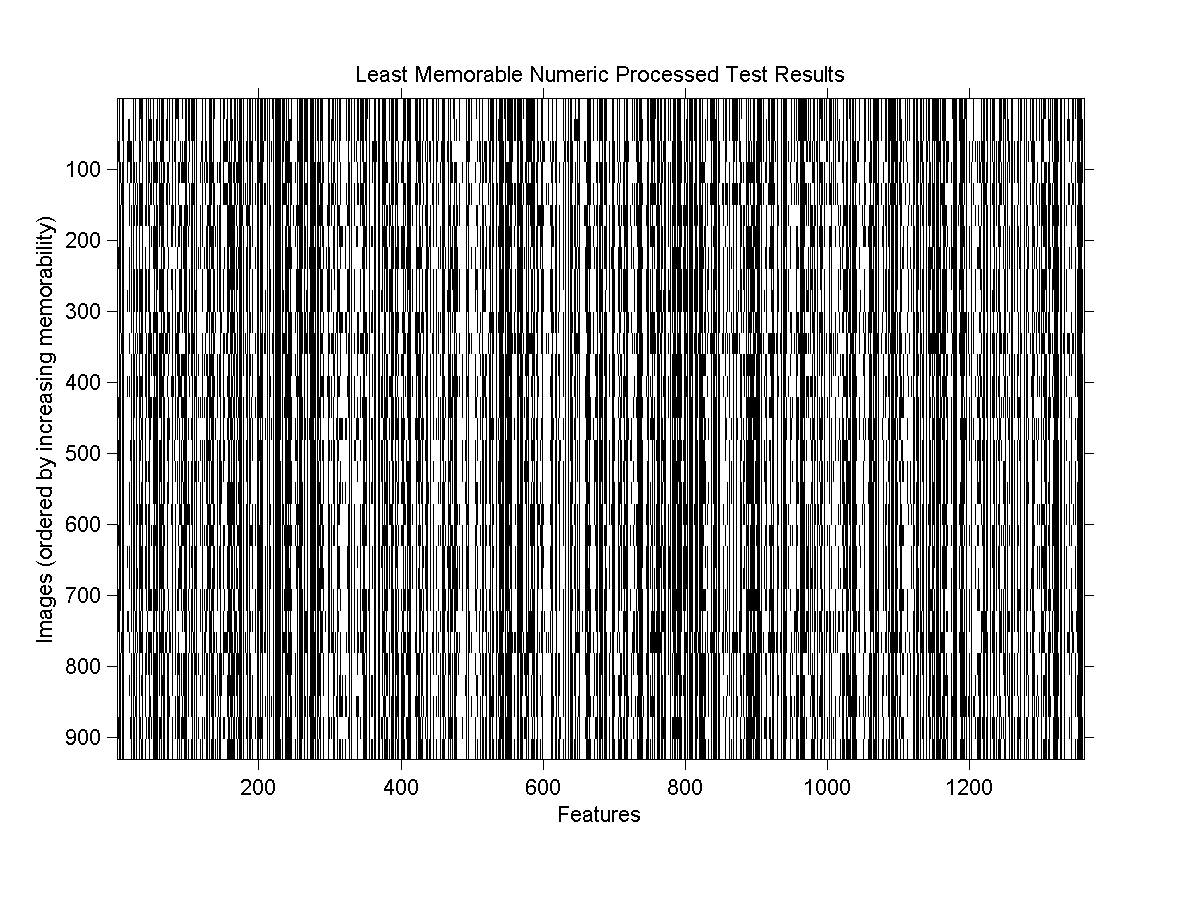 Least Memorable Numeric Processed Test Results
100
200
300
400
500
600
700
800
900
Images (ordered by increasing memorability)
200 400 600 800 1000 1200
Features